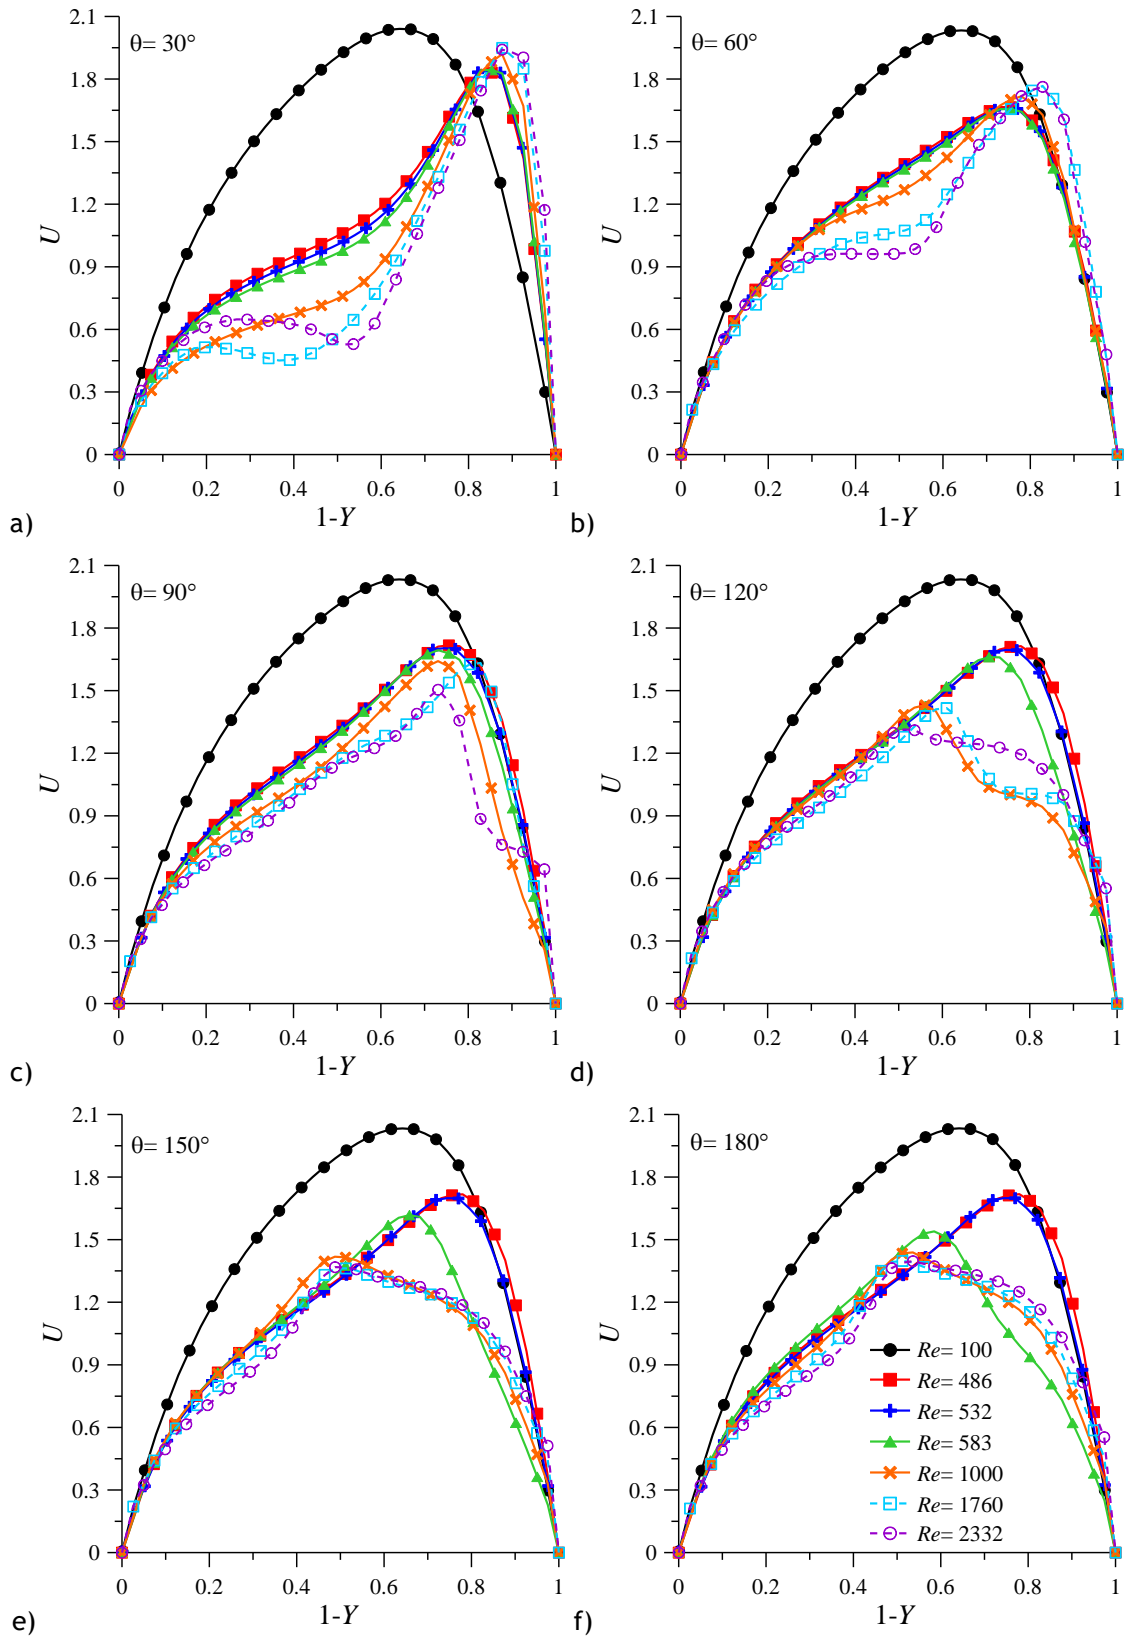 2.1
1.8
1.5
1.2
0.9
0.6
0.3
0
U
θ= 30°
0 0.2 0.4 0.6 0.8 1
1-Y
a)
2.1
1.8
1.5
1.2
0.9
0.6
0.3
0
U
θ= 60°
0 0.2 0.4 0.6 0.8 1
1-Y
b)
2.1
1.8
1.5
1.2
0.9
0.6
0.3
0
U
θ= 90°
0 0.2 0.4 0.6 0.8 1
1-Y
c)
2.1
1.8
1.5
1.2
0.9
0.6
0.3
0
U
θ= 120°
0 0.2 0.4 0.6 0.8 1
1-Y
d)
2.1
1.8
1.5
1.2
0.9
0.6
0.3
0
U
θ= 150°
0 0.2 0.4 0.6 0.8 1
1-Y
e)
2.1
1.8
1.5
1.2
0.9
0.6
0.3
0
U
θ= 180°
Re= 100
Re= 486
Re= 532
Re= 583
Re= 1000
Re= 1760
Re= 2332
0 0.2 0.4 0.6 0.8 1
1-Y
f)